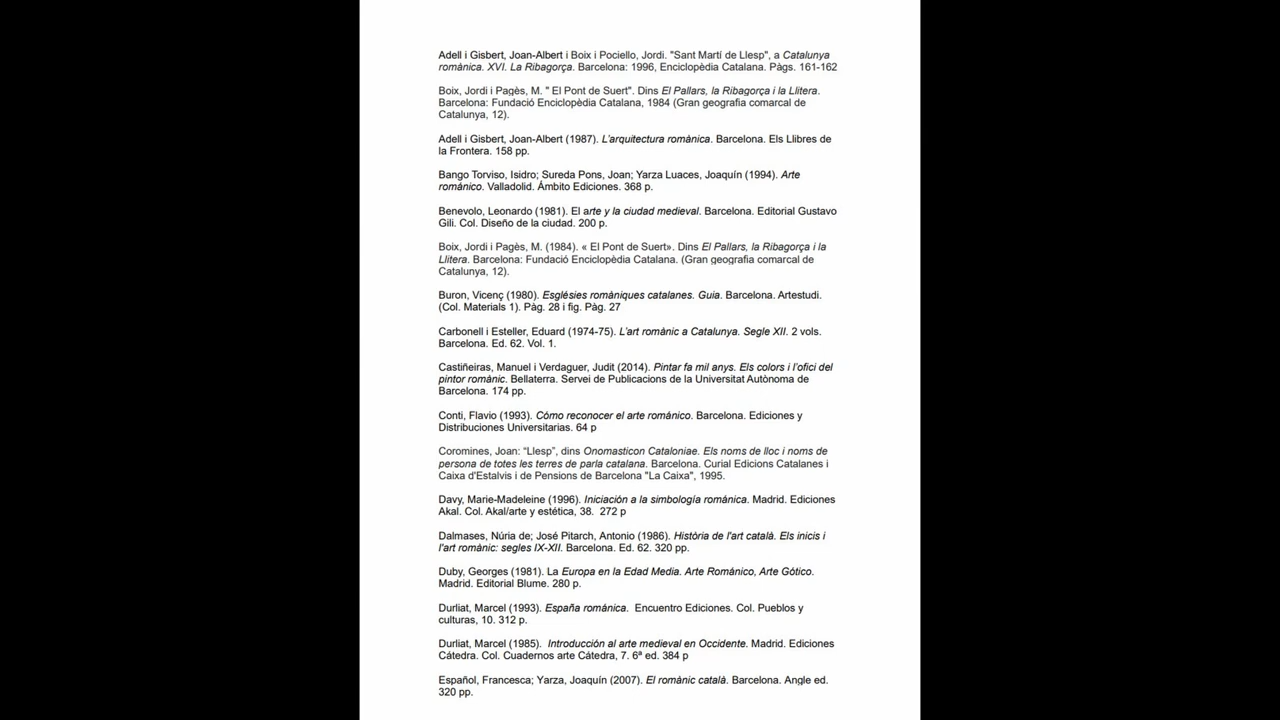 Adell i Gisbert, Joan-Albert i Boix i Pociello, Jordi. "Sant Martí de Llesp", a Catalunya
romànica. XVI. La Ribagorça. Barcelona: 1996, Enciclopèdia Catalana. Pàgs. 161-162
Boix, Jordi i Pagès, M. " El Pont de Suert". Dins El Pallars, la Ribagorça i la Llitera.
Barcelona: Fundació Enciclopèdia Catalana, 1984 (Gran geografia comarcal de
Catalunya, 12).
Adell i Gisbert, Joan-Albert (1987). L'arquitectura romànica. Barcelona. Els Llibres de
la Frontera. 158 pp.
Bango Torviso, Isidro; Sureda Pons, Joan; Yarza Luaces, Joaquín (1994). Arte
románico. Valladolid. Ámbito Ediciones. 368 p.
Benevolo, Leonardo (1981). El arte y la ciudad medieval. Barcelona. Editorial Gustavo
Gili. Col. Diseño de la ciudad. 200 p.
Boix, Jordi i Pagès, M. (1984). « El Pont de Suert». Dins El Pallars, la Ribagorça i la
Llitera. Barcelona: Fundació Enciclopèdia Catalana. (Gran geografia comarcal de
Catalunya, 12).
Buron, Vicenç (1980). Esglésies romàniques catalanes. Guia. Barcelona. Artestudi.
(Col. Materials 1). Pàg. 28 i fig. Pàg. 27
Carbonell i Esteller, Eduard (1974-75). L'art romànic a Catalunya. Segle XII. 2 vols.
Barcelona. Ed. 62. Vol. 1.
Castiñeiras, Manuel i Verdaguer, Judit (2014). Pintar fa mil anys. Els colors i l'ofici del
pintor romànic. Bellaterra. Servei de Publicacions de la Universitat Autònoma de
Barcelona. 174 pp.
Conti, Flavio (1993). Cómo reconocer el arte románico. Barcelona. Ediciones y
Distribuciones Universitarias. 64 p
Coromines, Joan: “Llesp”, dins Onomasticon Cataloniae. Els noms de lloc i noms de
persona de totes les terres de parla catalana. Barcelona. Curial Edicions Catalanes i
Caixa d'Estalvis i de Pensions de Barcelona "La Caixa", 1995.
Davy, Marie-Madeleine (1996). Iniciación a la simbología románica. Madrid. Ediciones
Akal. Col. Akal/arte y estética, 38. 272 p
Dalmases, Núria de; José Pitarch, Antonio (1986). Història de l'art català. Els inicis i
l'art romànic: segles IX-XII. Barcelona. Ed. 62. 320 pp.
Duby, Georges (1981). La Europa en la Edad Media. Arte Románico, Arte Gótico.
Madrid. Editorial Blume. 280 p.
Durliat, Marcel (1993). España románica. Encuentro Ediciones. Col. Pueblos y
culturas, 10. 312 p.
Durliat, Marcel (1985). Introducción al arte medieval en Occidente. Madrid. Ediciones
Cátedra. Col. Cuadernos arte Cátedra, 7. 6ª ed. 384 p
Español, Francesca; Yarza, Joaquín (2007). El romànic català. Barcelona. Angle ed.
320 pp.